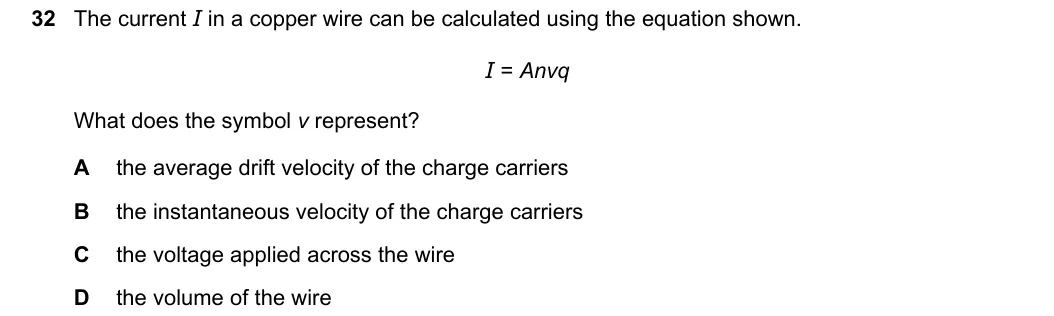 32 The current I in a copper wire can be calculated using the equation shown.
I = Anvq
What does the symbol v represent?
A the average drift velocity of the charge carriers
B the instantaneous velocity of the charge carriers
C the voltage applied across the wire
D the volume of the wire